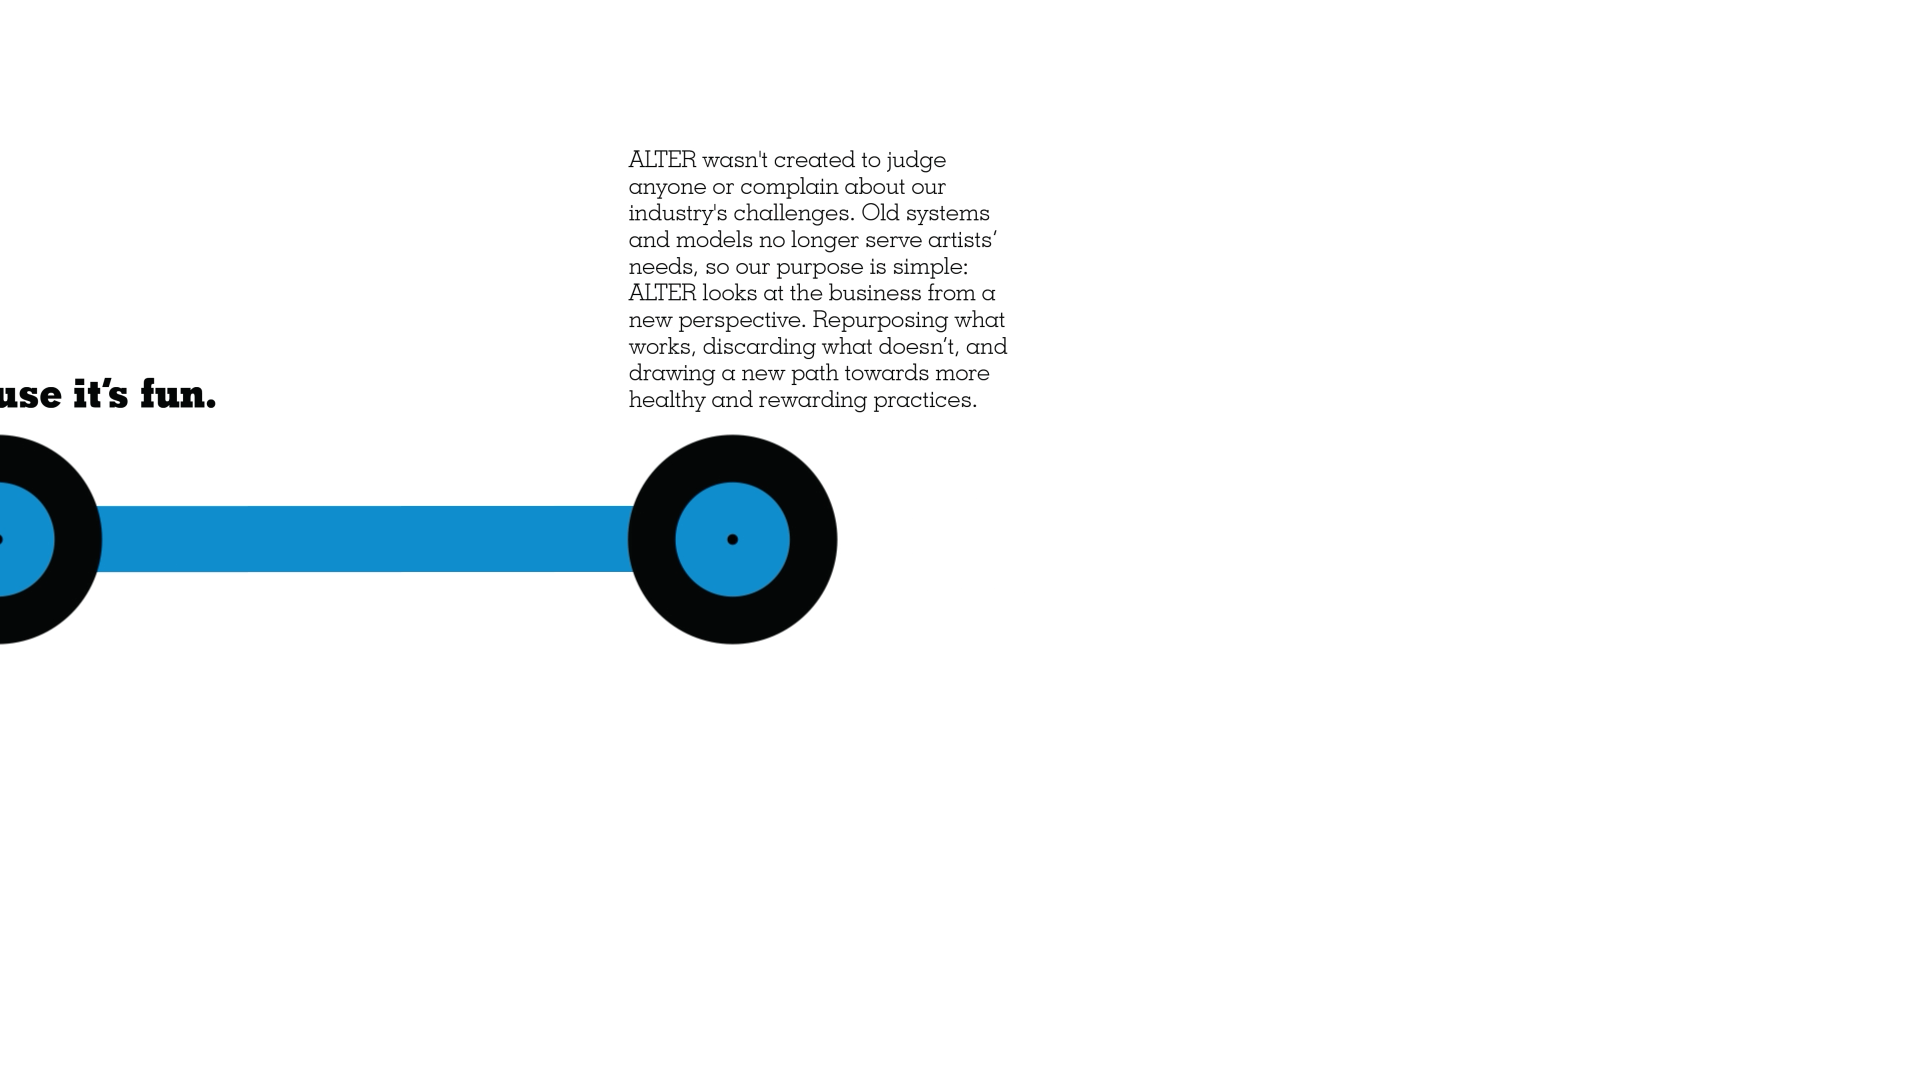 ALTER wasn't created to judge
anyone or complain about our
industry's challenges. Old systems
and models no longer serve artists’
needs, so our purpose is simple:
ALTER looks at the business from a
new perspective. Repurposing what
works, discarding what doesn’t, and
drawing a new path towards more
healthy and rewarding practices.
use it’s fun.